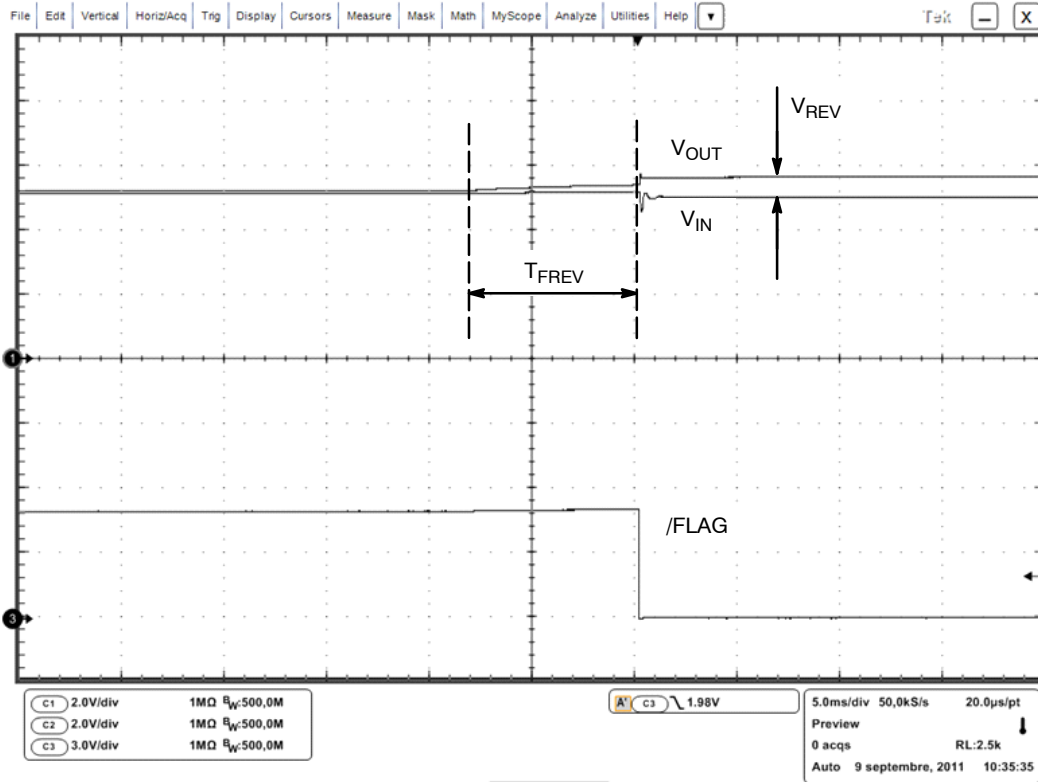 File Edit Vertical Horiz/Acq Trig Display Cursors Measure Mask Math MyScope Analyze Utilities Help Tek X
VREV
VOUT
VIN
TFREV
1
/FLAG
3
C1 2.0V/div 1MΩ BW:500,0M
C2 2.0V/div 1MΩ BW:500,0M
C3 3.0V/div 1MΩ BW:500,0M
A' C3 1.98V
5.0ms/div 50,0kS/s 20.0µs/pt
Preview
0 acqs RL:2.5k
Auto 9 septembre, 2011 10:35:35